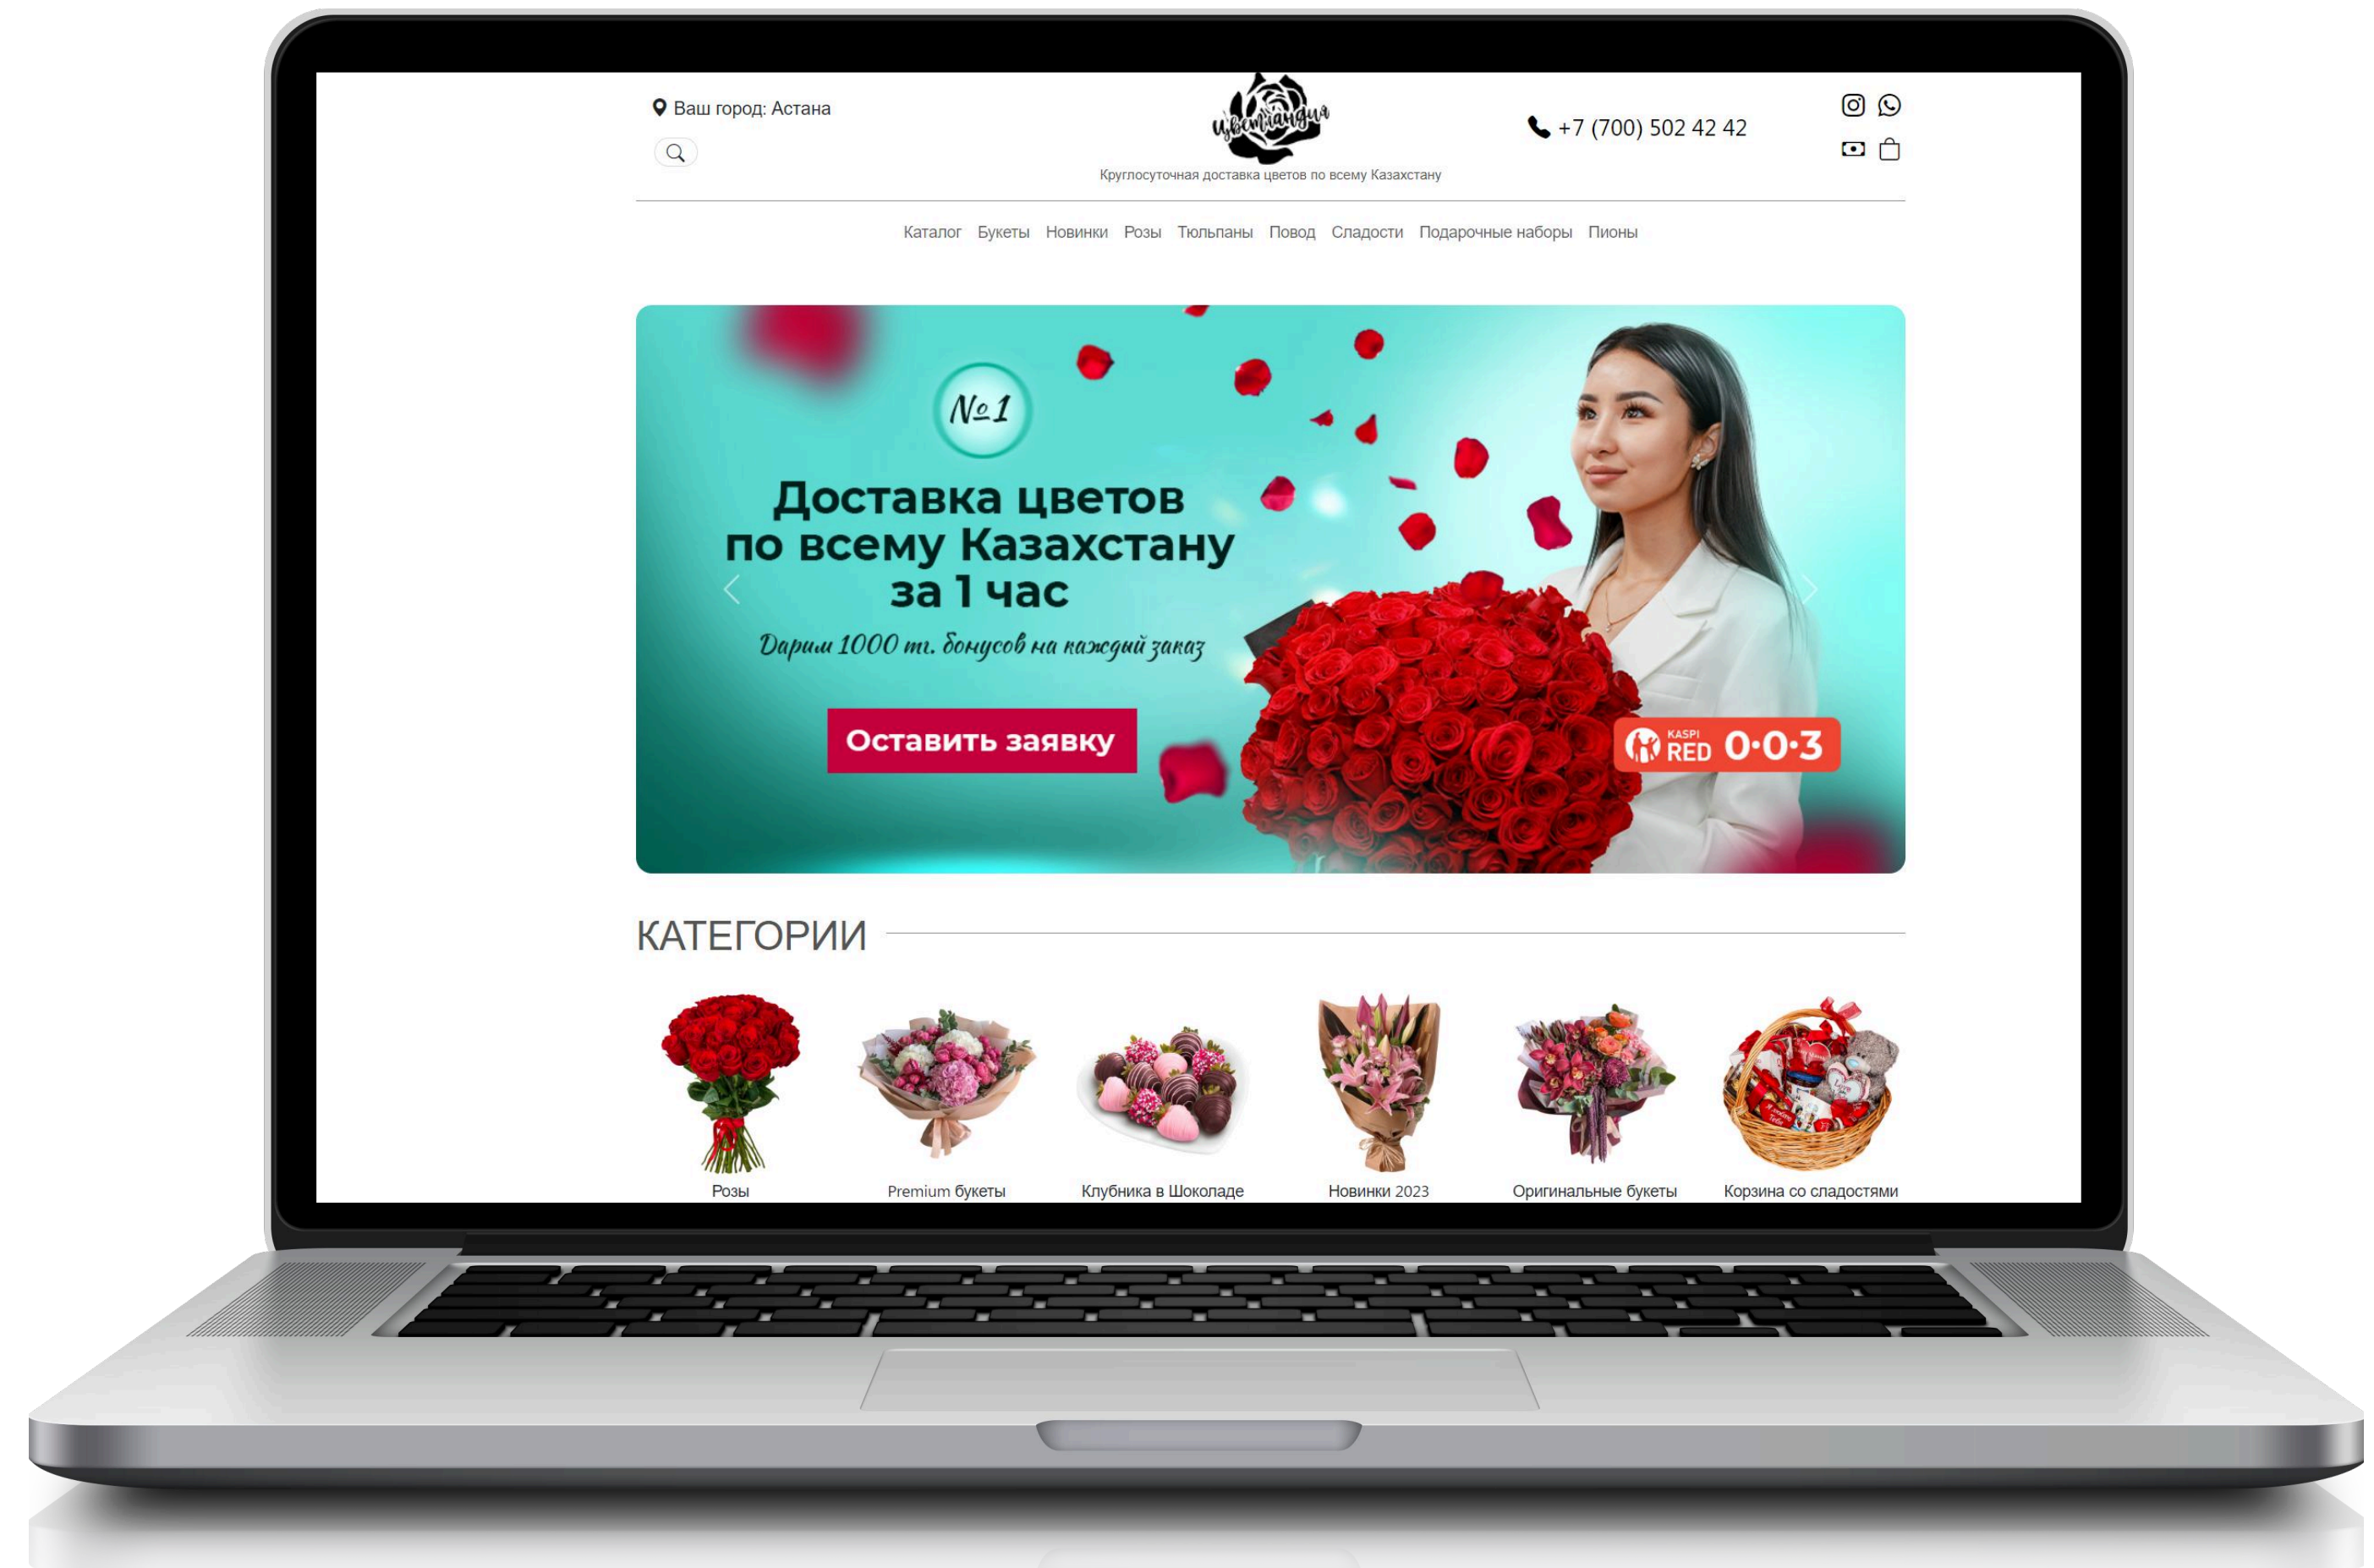 Ваш город: Астана
цветландия
+7 (700) 502 42 42
Круглосуточная доставка цветов по всему Казахстану
Каталог Букеты Новинки Розы Тюльпаны Повод Сладости Подарочные наборы Пионы
№1
Доставка цветов
по всему Казахстану
за 1 час
Дарим 1000 тг. бонусов на каждый заказ
Оставить заявку
KASPI
RED 0·0·3
КАТЕГОРИИ
Розы Premium букеты Клубника в Шоколаде Новинки 2023 Оригинальные букеты Корзина со сладостями